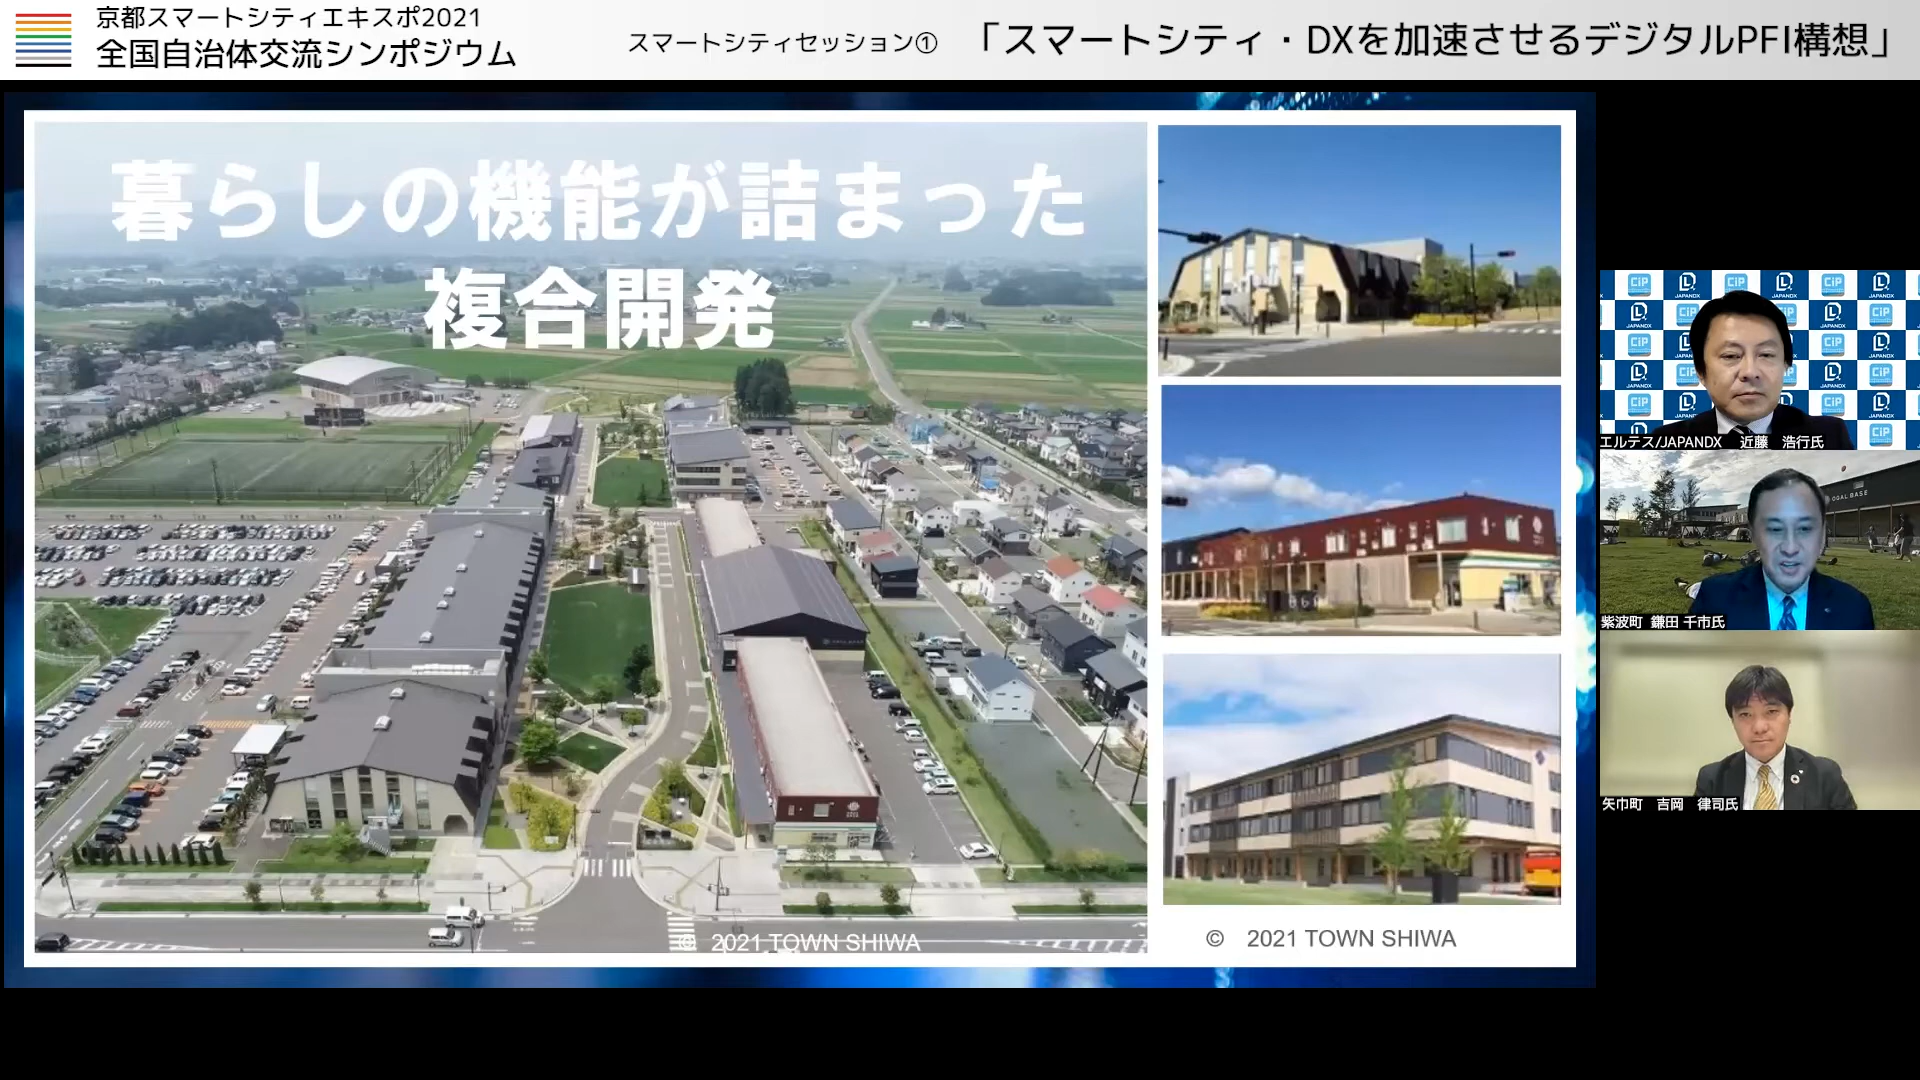 京都スマートシティエキスポ2021
全国自治体交流シンポジウム
スマートシティセッション① 「スマートシティ・DXを加速させるデジタルPFI構想」
暮らしの機能が詰まった
複合開発
© 2021 TOWN SHIWA
© 2021 TOWN SHIWA
CiP
JAPANDX
エルテス/JAPANDX 近藤 浩行氏
OGAL BASE
紫波町 鎌田 千市氏
矢巾町 吉岡 律司氏